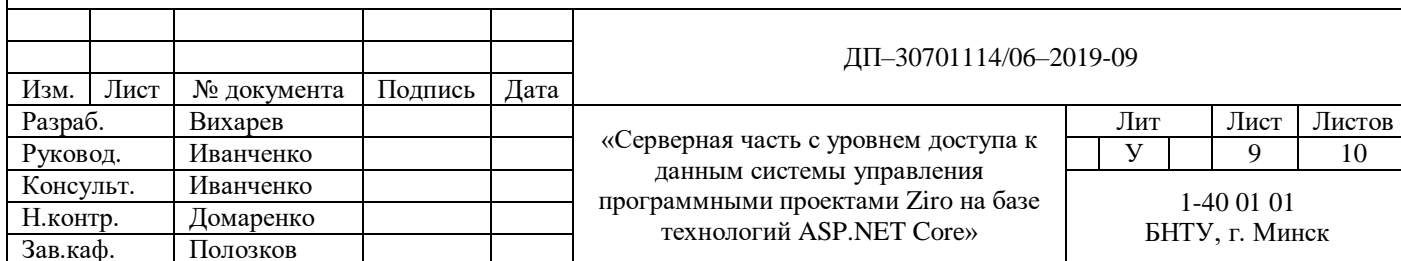 ДП–30701114/06–2019-09
Изм. Лист № документа Подпись Дата
Разраб. Вихарев
Руковод. Иванченко
Консульт. Иванченко
Н.контр. Домаренко
Зав.каф. Полозков
«Серверная часть с уровнем доступа к
данным системы управления
программными проектами Ziro на базе
технологий ASP.NET Core»
Лит Лист Листов
У 9 10
1-40 01 01
БНТУ, г. Минск